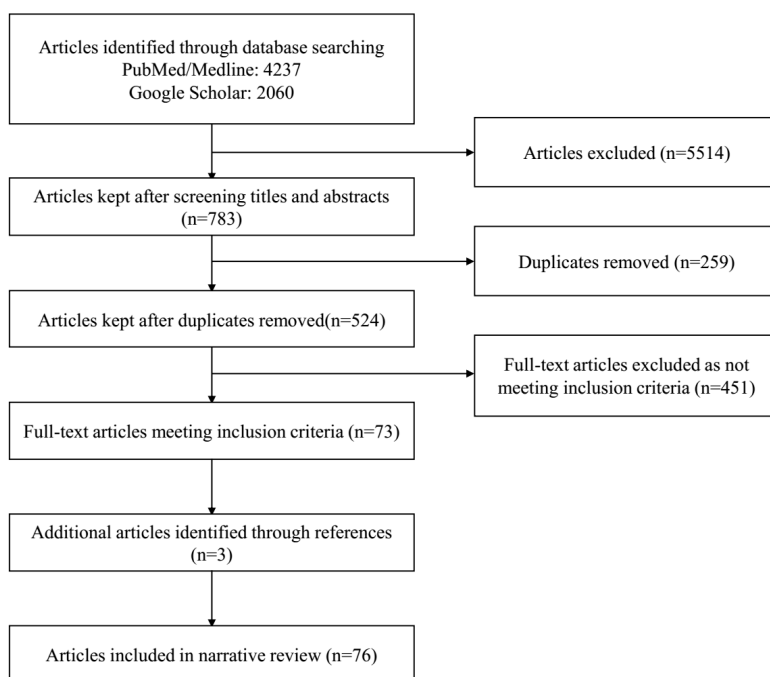 Articles identified through database searching
PubMed/Medline: 4237
Google Scholar: 2060
Articles excluded (n=5514)
Articles kept after screening titles and abstracts
(n=783)
Duplicates removed (n=259)
Articles kept after duplicates removed(n=524)
Full-text articles excluded as not
meeting inclusion criteria (n=451)
Full-text articles meeting inclusion criteria (n=73)
Additional articles identified through references
(n=3)
Articles included in narrative review (n=76)